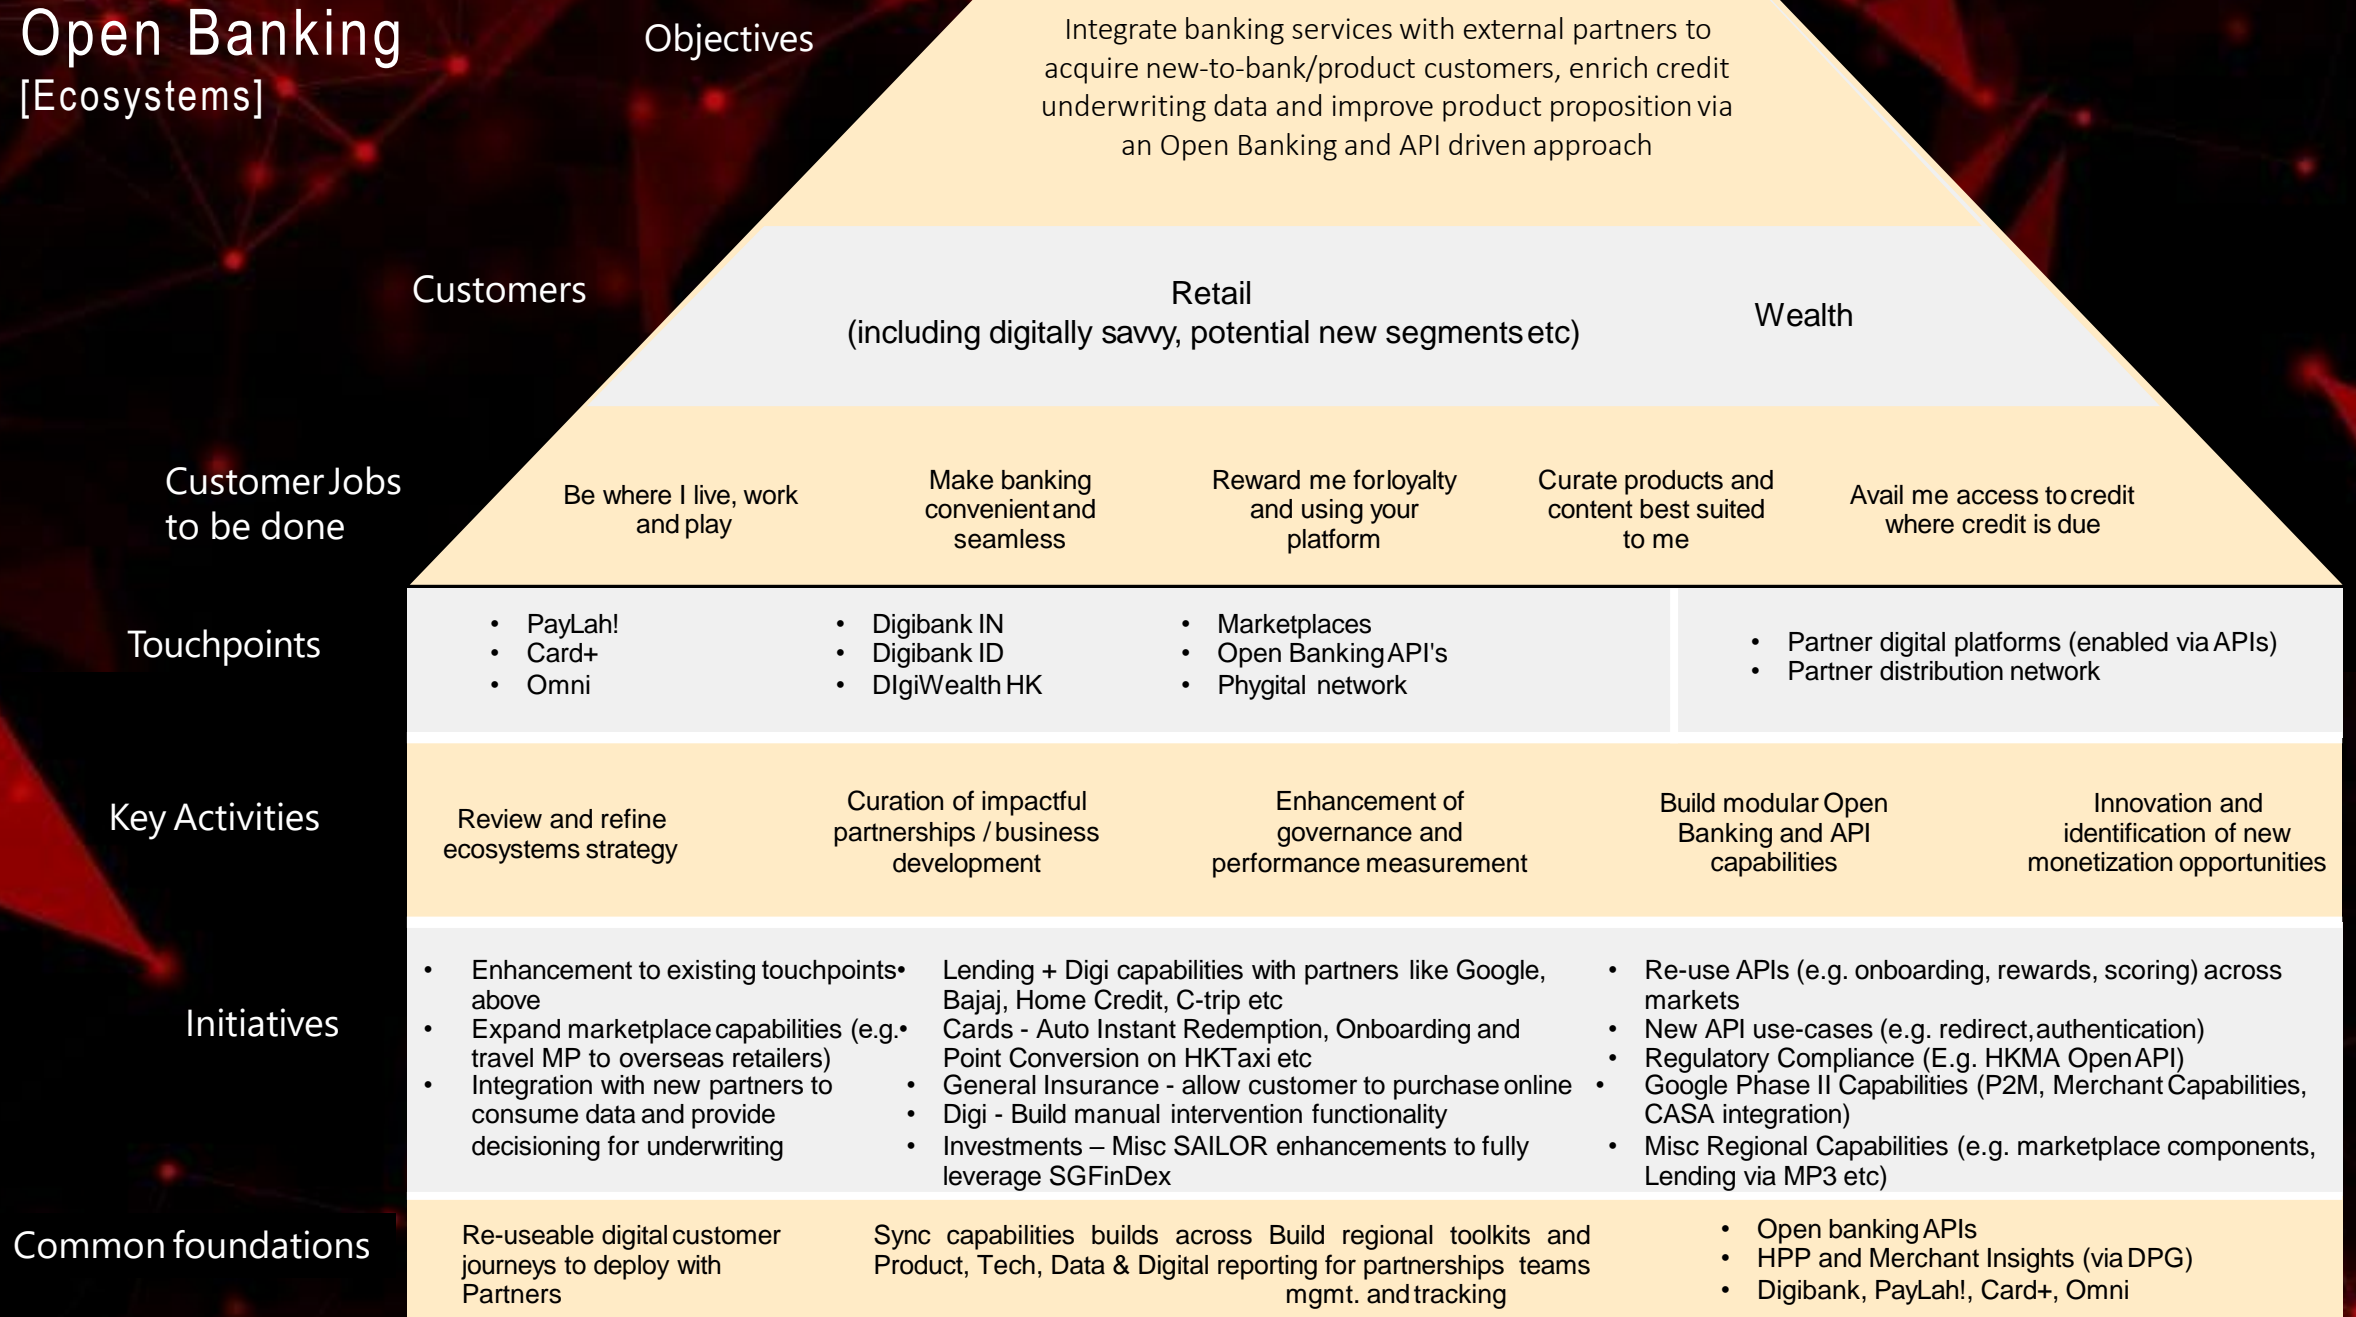 Open Banking
[Ecosystems]
Objectives
Integrate banking services with external partners to
acquire new-to-bank/product customers, enrich credit
underwriting data and improve product proposition via
an Open Banking and API driven approach
Customers
Retail
(including digitally savvy, potential new segments etc)
Wealth
Customer Jobs
to be done
Be where I live, work
and play
Make banking
convenient and
seamless
Reward me for loyalty
and using your
platform
Curate products and
content best suited
to me
Avail me access to credit
where credit is due
Touchpoints
• PayLah!
• Card+
• Omni
• Digibank IN
• Digibank ID
• DIgiWealth HK
• Marketplaces
• Open Banking API's
• Phygital network
• Partner digital platforms (enabled via APIs)
• Partner distribution network
Key Activities
Review and refine
ecosystems strategy
Curation of impactful
partnerships / business
development
Enhancement of
governance and
performance measurement
Build modular Open
Banking and API
capabilities
Innovation and
identification of new
monetization opportunities
Initiatives
• Enhancement to existing touchpoints
above
• Expand marketplace capabilities (e.g.
travel MP to overseas retailers)
• Integration with new partners to
consume data and provide
decisioning for underwriting
• Lending + Digi capabilities with partners like Google,
Bajaj, Home Credit, C-trip etc
• Cards - Auto Instant Redemption, Onboarding and
Point Conversion on HKTaxi etc
• General Insurance - allow customer to purchase online
• Digi - Build manual intervention functionality
• Investments – Misc SAILOR enhancements to fully
leverage SGFinDex
• Re-use APIs (e.g. onboarding, rewards, scoring) across
markets
• New API use-cases (e.g. redirect, authentication)
• Regulatory Compliance (E.g. HKMA Open API)
• Google Phase II Capabilities (P2M, Merchant Capabilities,
CASA integration)
• Misc Regional Capabilities (e.g. marketplace components,
Lending via MP3 etc)
Common foundations
Re-useable digital customer
journeys to deploy with
Partners
Sync capabilities builds across Build regional toolkits and
Product, Tech, Data & Digital reporting for partnerships teams
mgmt. and tracking
• Open banking APIs
• HPP and Merchant Insights (via DPG)
• Digibank, PayLah!, Card+, Omni